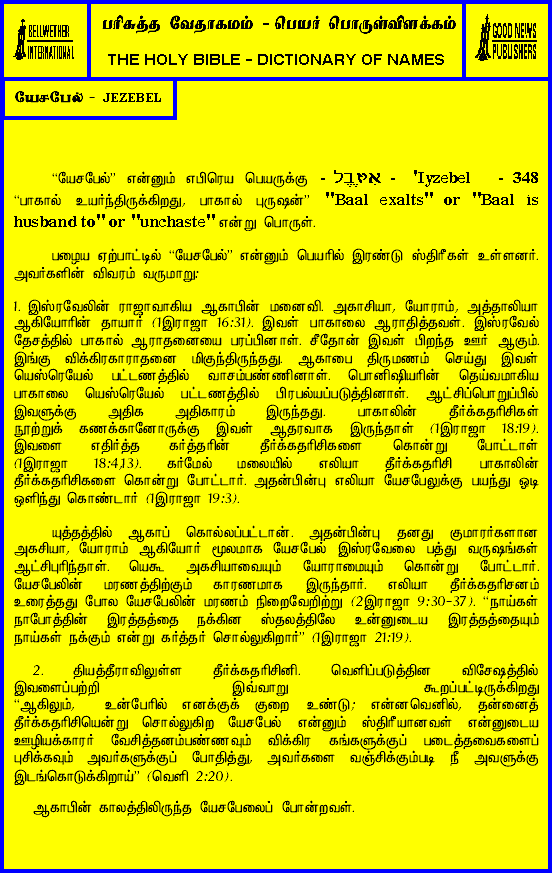 BELLWETHER INTERNATIONAL
பரிசுத்த வேதாகமம் - பெயர் பொருள்விளக்கம்
THE HOLY BIBLE - DICTIONARY OF NAMES
GOOD NEWS PUBLISHERS
யேசபேல் - JEZEBEL
“யேசபேல்” என்னும் எபிரெய பெயருக்கு - אִיזֶבֶל - 'Iyzebel - 348
“பாகால் உயர்ந்திருக்கிறது, பாகால் புருஷன்” "Baal exalts" or "Baal is
husband to" or "unchaste" என்று பொருள்.
பழைய ஏற்பாட்டில் “யேசபேல்” என்னும் பெயரில் இரண்டு ஸ்திரீகள் உள்ளனர்.
அவர்களின் விவரம் வருமாறு:
1. இஸ்ரவேலின் ராஜாவாகிய ஆகாபின் மனைவி. அகாசியா, யோராம், அத்தாலியா
ஆகியோரின் தாயார் (1இராஜா 16:31). இவள் பாகாலை ஆராதித்தவள். இஸ்ரவேல்
தேசத்தில் பாகால் ஆராதனையை பரப்பினாள். சீதோன் இவள் பிறந்த ஊர் ஆகும்.
இங்கு விக்கிரகாராதனை மிகுந்திருந்தது. ஆகாபை திருமணம் செய்து இவள்
யெஸ்ரெயேல் பட்டணத்தில் வாசம்பண்ணினாள். பொனிஷியரின் தெய்வமாகிய
பாகாலை யெஸ்ரெயேல் பட்டணத்தில் பிரபல்யப்படுத்தினாள். ஆட்சிப்பொறுப்பில்
இவளுக்கு அதிக அதிகாரம் இருந்தது. பாகாலின் தீர்க்கதரிசிகள்
நூற்றுக் கணக்கானோருக்கு இவள் ஆதரவாக இருந்தாள் (1இராஜா 18:19).
இவளை எதிர்த்த கர்த்தரின் தீர்க்கதரிசிகளை கொன்று போட்டாள்
(1இராஜா 18:4,13). கர்மேல் மலையில் எலியா தீர்க்கதரிசி பாகாலின்
தீர்க்கதரிசிகளை கொன்று போட்டார். அதன்பின்பு எலியா யேசபேலுக்கு பயந்து ஓடி
ஒளிந்து கொண்டார் (1இராஜா 19:3).
யுத்தத்தில் ஆகாப் கொல்லப்பட்டான். அதன்பின்பு தனது குமாரர்களான
அகசியா, யோராம் ஆகியோர் மூலமாக யேசபேல் இஸ்ரவேலை பத்து வருஷங்கள்
ஆட்சிபுரிந்தாள். யெகூ அகசியாவையும் யோராமையும் கொன்று போட்டார்.
யேசபேலின் மரணத்திற்கும் காரணமாக இருந்தார். எலியா தீர்க்கதரிசனம்
உரைத்தது போல யேசபேலின் மரணம் நிறைவேறிற்று (2இராஜா 9:30-37). “நாய்கள்
நாபோத்தின் இரத்தத்தை நக்கின ஸ்தலத்திலே உன்னுடைய இரத்தத்தையும்
நாய்கள் நக்கும் என்று கர்த்தர் சொல்லுகிறார்” (1இராஜா 21:19).
2. தியத்தீராவிலுள்ள தீர்க்கதரிசினி. வெளிப்படுத்தின விசேஷத்தில்
இவளைப்பற்றி இவ்வாறு கூறப்பட்டிருக்கிறது
“ஆகிலும், உன்பேரில் எனக்குக் குறை உண்டு; என்னவெனில், தன்னைத்
தீர்க்கதரிசியென்று சொல்லுகிற யேசபேல் என்னும் ஸ்திரீயானவள் என்னுடைய
ஊழியக்காரர் வேசித்தனம்பண்ணவும் விக்கிர கங்களுக்குப் படைத்தவைகளைப்
புசிக்கவும் அவர்களுக்குப் போதித்து, அவர்களை வஞ்சிக்கும்படி நீ அவளுக்கு
இடங்கொடுக்கிறாய்” (வெளி 2:20).
ஆகாபின் காலத்திலிருந்த யேசபேலைப் போன்றவள்.